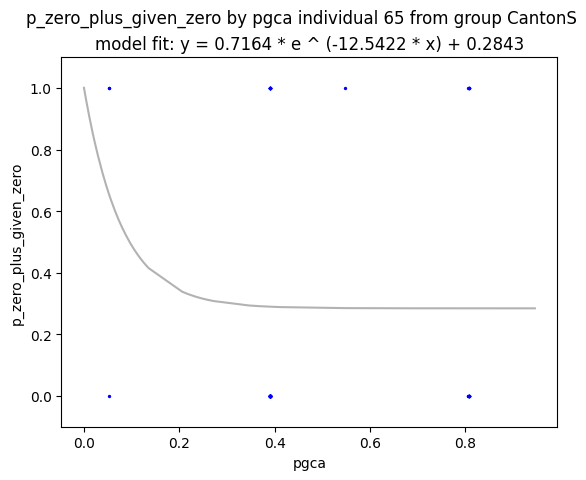 p_zero_plus_given_zero by pgca individual 65 from group CantonS
model fit: y = 0.7164 * e ^ (-12.5422 * x) + 0.2843
1.0
0.8
0.6
0.4
0.2
0.0
p_zero_plus_given_zero
0.0 0.2 0.4 0.6 0.8
pgca